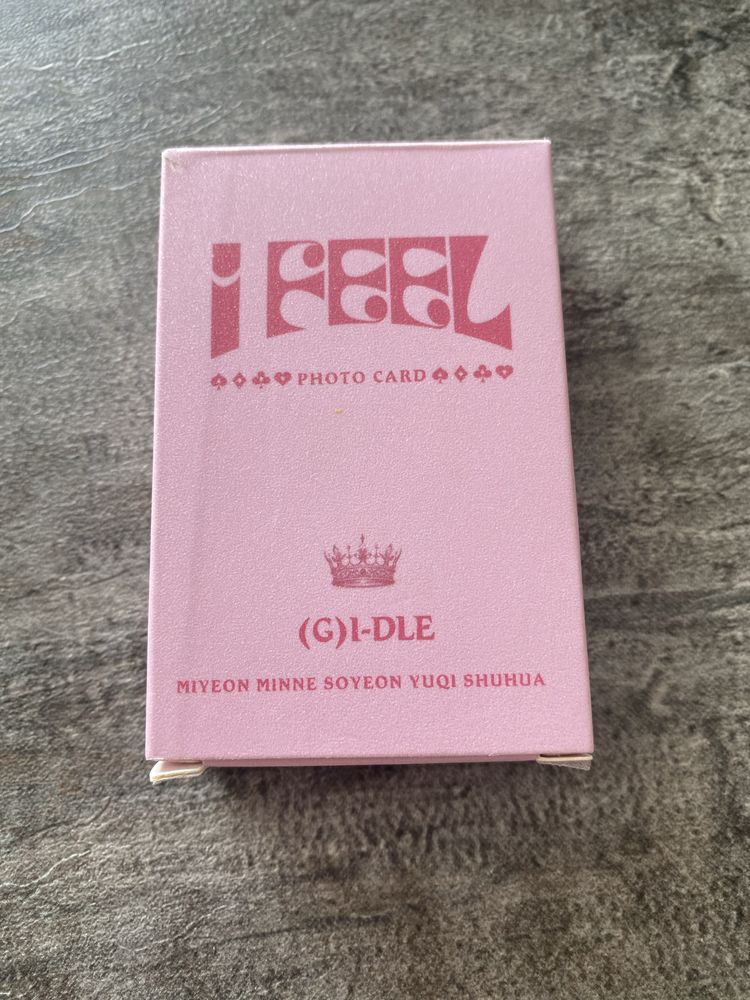 i FEEL
PHOTO CARD
(G)I-DLE
MIYEON MINNE SOYEON YUQI SHUHUA